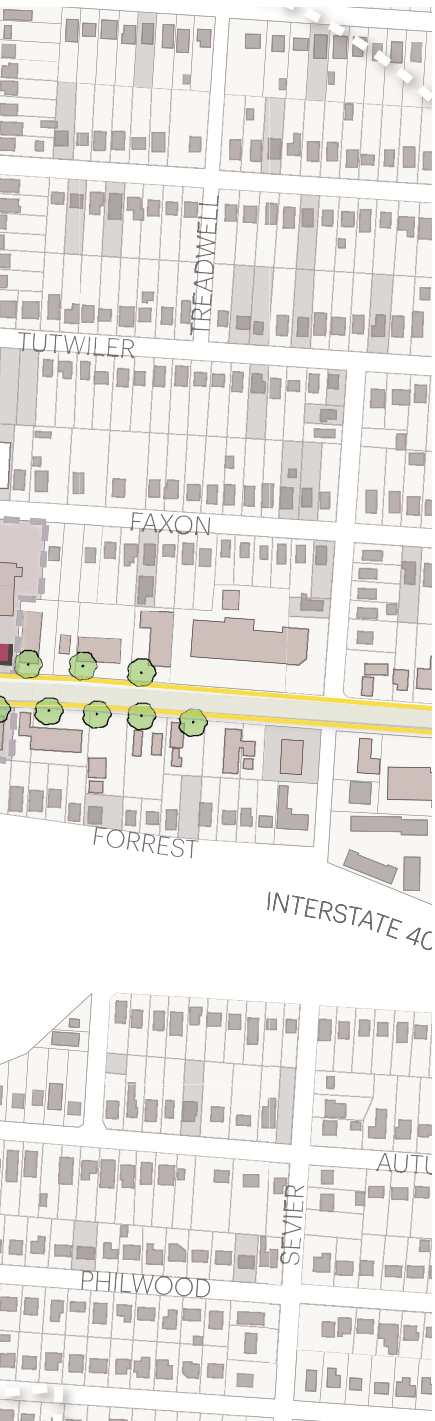 TREADWELL
TUTWILER
FAXON
FORREST
INTERSTATE 40
AUTU
SEVIER
PHILWOOD